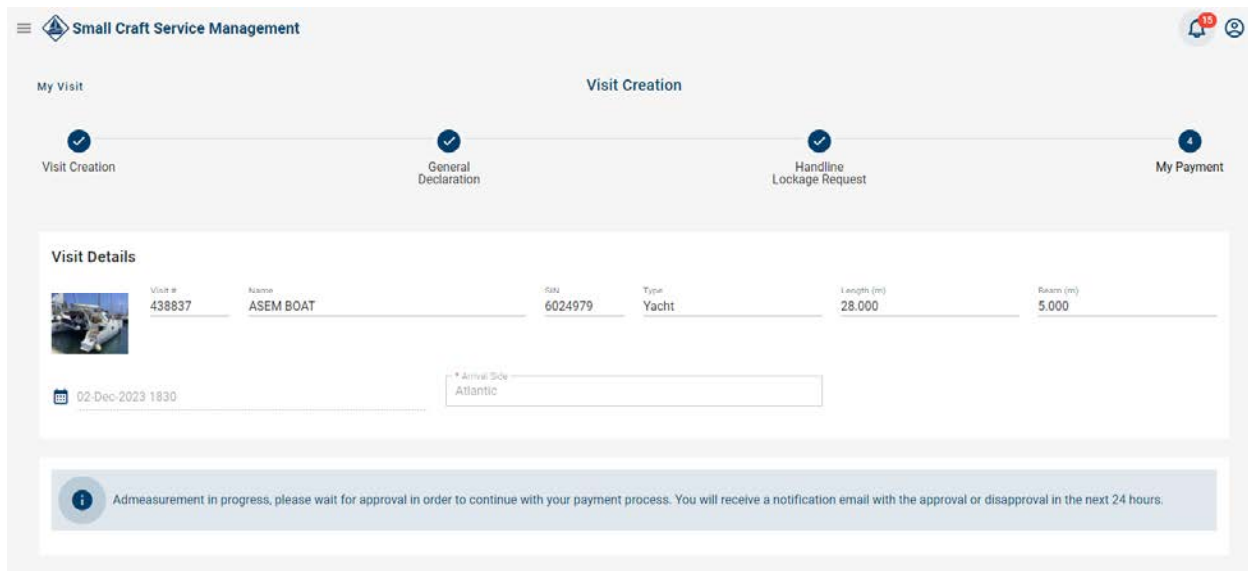 Small Craft Service Management
15
My Visit
Visit Creation
Visit Creation
General
Declaration
Handline
Lockage Request
4
My Payment
Visit Details
Visit #
438837
Name
ASEM BOAT
SIN
6024979
Type
Yacht
Length (m)
28.000
Beam (m)
5.000
02-Dec-2023 1830
* Arrival Side
Atlantic
Admeasurement in progress, please wait for approval in order to continue with your payment process. You will receive a notification email with the approval or disapproval in the next 24 hours.